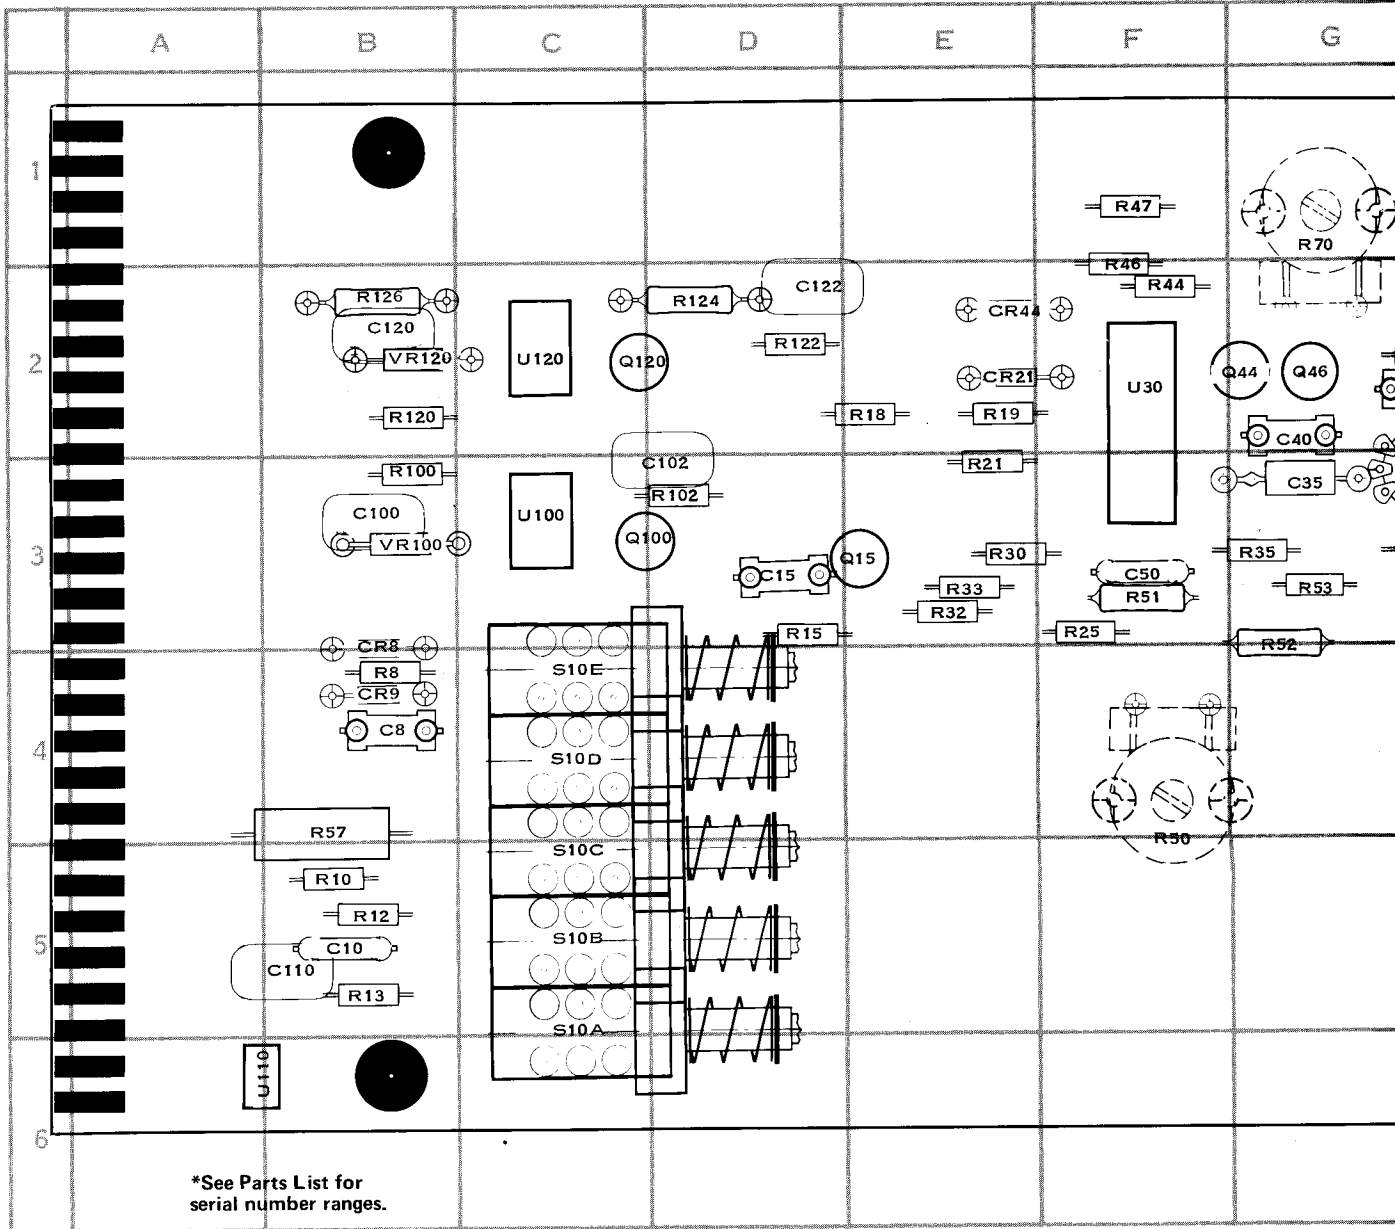 A B C D E F G
1
R47
R70
R46
R44
C122
R126
R124
CR44
C120
R122
2
VR120
U120
Q120
CR21
U30
Q44
Q46
R120
R18
R19
C40
R100
C102
R21
C35
R102
C100
U100
VR100
Q100
3
Q15
R30
R35
C15
C50
R33
R53
R51
R32
R15
R25
CR8
R52
R8
S10E
CR9
C8
4
S10D
R57
R50
S10C
R10
R12
5
C10
S10B
C110
R13
S10A
U110
6
*See Parts List for
serial number ranges.